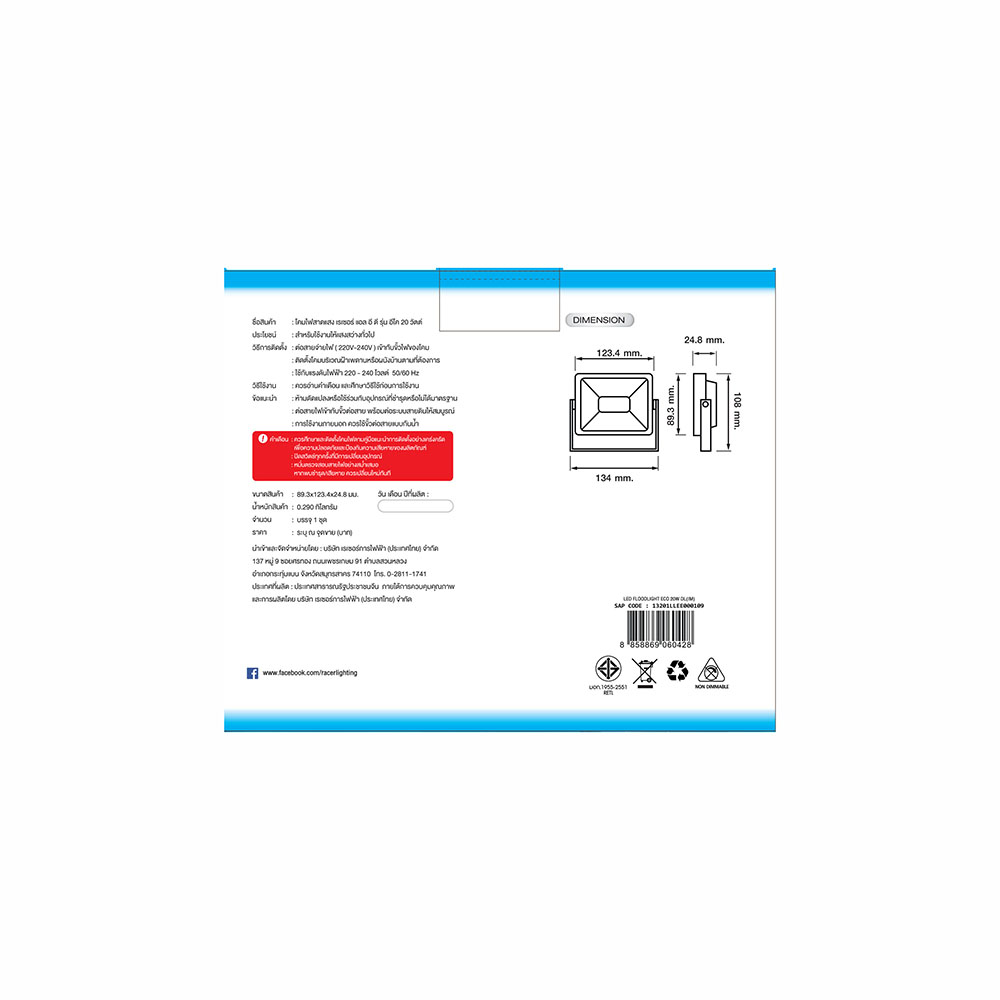 ชื่อสินค้า : โคมไฟสาดแสง เรเซอร์ แอล อี ดี รุ่น อีโค 20 วัตต์
ประโยชน์ : สำหรับใช้งานให้แสงสว่างทั่วไป
วิธีการติดตั้ง : ต่อสายจ่ายไฟ ( 220V-240V ) เข้ากับขั้วไฟของโคม
: ติดตั้งโคมบริเวณฝ้าเพดานหรือผนังบ้านตามที่ต้องการ
: ใช้กับแรงดันไฟฟ้า 220 - 240 โวลต์ 50/60 Hz
วิธีใช้งาน : ควรอ่านคำเตือน และศึกษาวิธีใช้ก่อนการใช้งาน
ข้อแนะนำ : ห้ามดัดแปลงหรือใช้ร่วมกับอุปกรณ์ที่ชำรุดหรือไม่ได้มาตรฐาน
: ต่อสายไฟเข้ากับขั้วต่อสาย พร้อมต่อระบบสายดินให้สมบูรณ์
: การใช้งานภายนอก ควรใช้ขั้วต่อสายแบบกันน้ำ
! คำเตือน : ควรศึกษาและติดตั้งโคมไฟตามคู่มือแนะนำการติดตั้งอย่างเคร่งครัด
เพื่อความปลอดภัยและป้องกันความเสียหายของผลิตภัณฑ์
: ปิดสวิตช์ทุกครั้งที่มีการเปลี่ยนอุปกรณ์
: หมั่นตรวจสอบสายไฟอย่างสม่ำเสมอ
หากพบชำรุด/เสียหาย ควรเปลี่ยนใหม่ทันที
ขนาดสินค้า : 89.3x123.4x24.8 มม. วัน เดือน ปีที่ผลิต :
น้ำหนักสินค้า : 0.290 กิโลกรัม
จำนวน : บรรจุ 1 ชุด
ราคา : ระบุ ณ จุดขาย (บาท)
นำเข้าและจัดจำหน่ายโดย : บริษัท เรเซอร์การไฟฟ้า (ประเทศไทย) จำกัด
137 หมู่ 9 ซอยศรีทอง ถนนเพชรเกษม 91 ตำบลสวนหลวง
อำเภอกระทุ่มแบน จังหวัดสมุทรสาคร 74110 โทร. 0-2811-1741
ประเทศที่ผลิต : ประเทศสาธารณรัฐประชาชนจีน ภายใต้การควบคุมคุณภาพ
และการผลิตโดย บริษัท เรเซอร์การไฟฟ้า (ประเทศไทย) จำกัด
f www.facebook.com/racerlighting
DIMENSION
123.4 mm.
24.8 mm.
89.3 mm.
108 mm.
134 mm.
LED FLOODLIGHT ECO 20W DL(IM)
SAP CODE : 13201LLEE000109
8 858869 060428
มอก.1955-2551
RETL
NON DIMMABLE